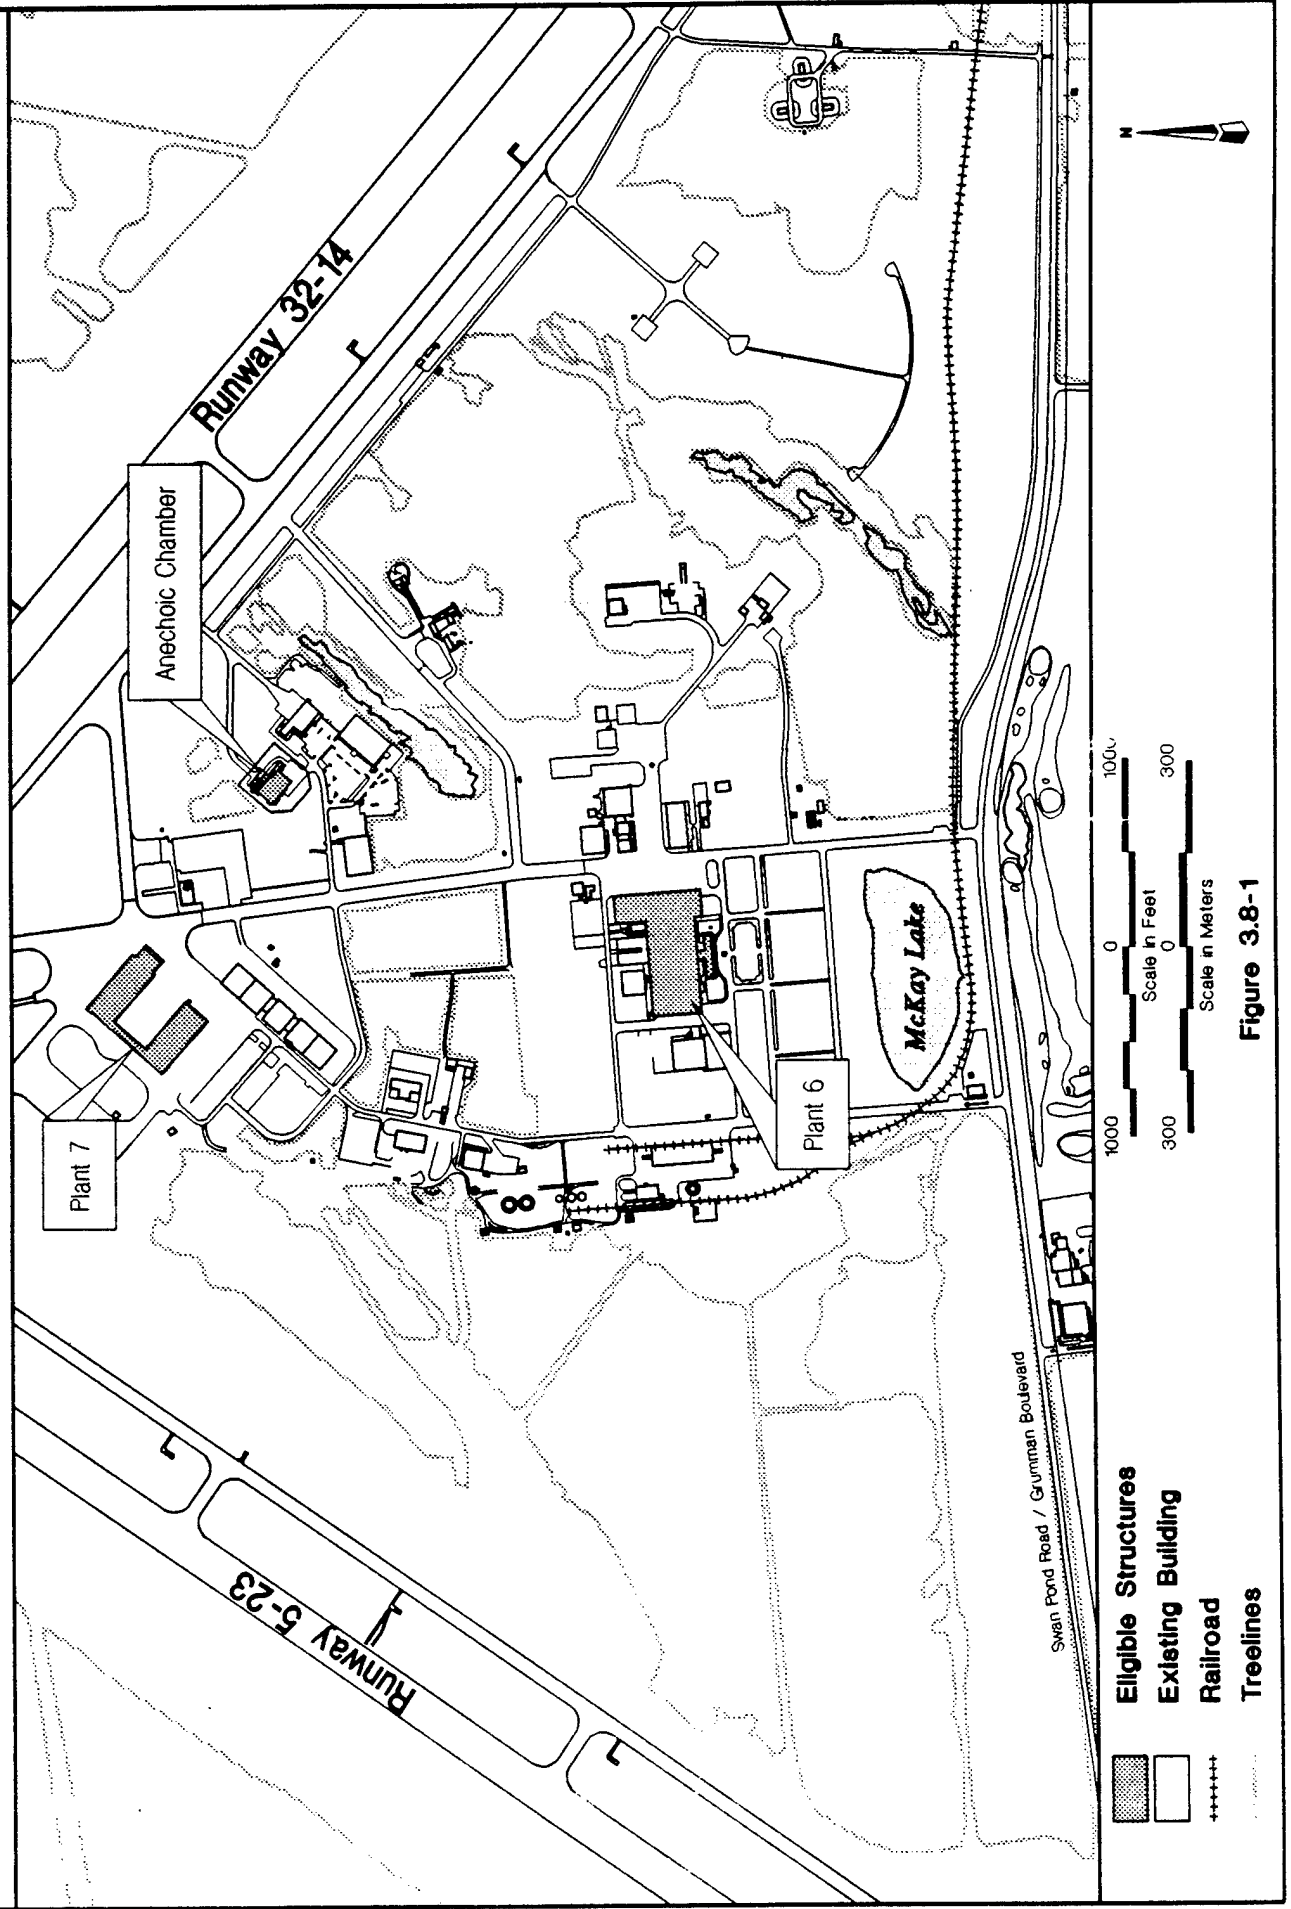 Runway 32-14
Anechoic Chamber
Plant 7
Plant 6
McKay Lake
Runway 5-23
Swan Pond Road / Grumman Boulevard
Eligible Structures
Existing Building
Railroad
Treelines
1000 0 1000
Scale in Feet
300 0 300
Scale in Meters
N
Figure 3.8-1